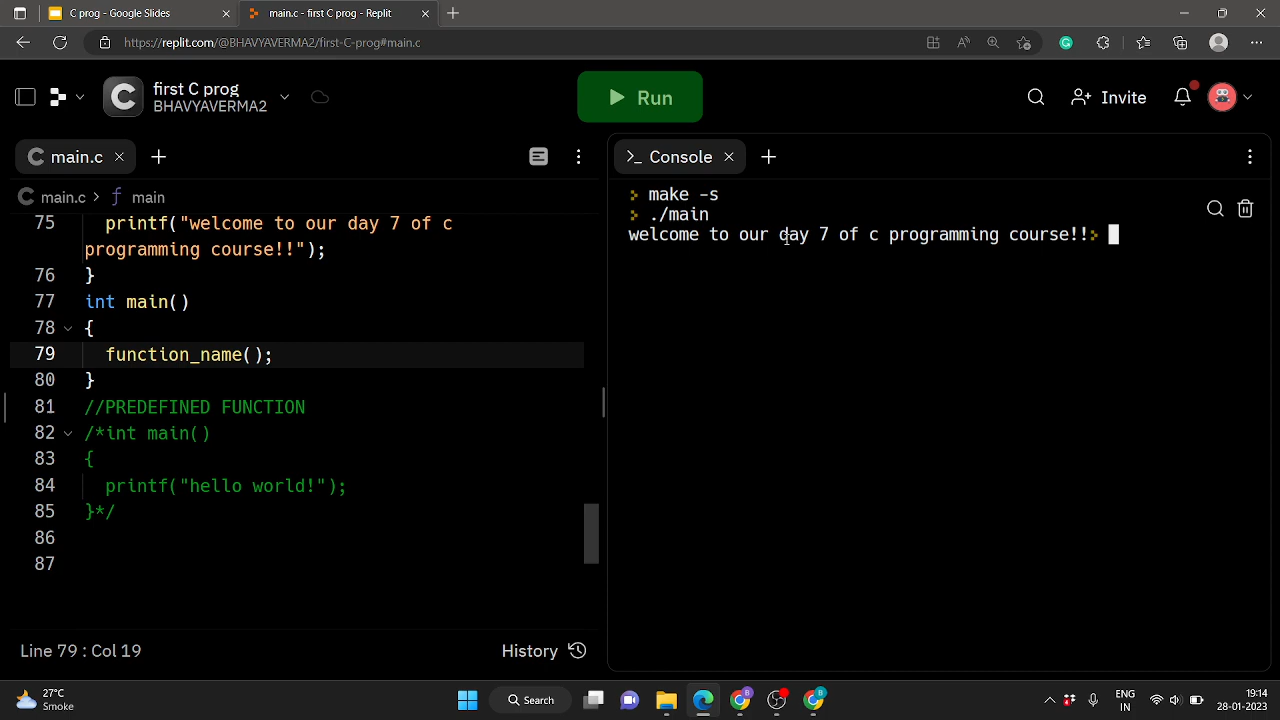 C prog - Google Slides
main.c - first C prog - Replit
https://replit.com/@BHAVYAVERMA2/first-C-prog#main.c
first C prog
BHAVYAVERMA2
Run
Invite
main.c
main.c > f main
75 printf("welcome to our day 7 of c
programming course!!");
76 }
77 int main()
78 {
79 function_name();
80 }
81 //PREDEFINED FUNCTION
82 /*int main()
83 {
84 printf("hello world!");
85 }*/
86
87
Line 79 : Col 19
History
Console
make -s
./main
welcome to our day 7 of c programming course!!
27°C
Smoke
Search
ENG
IN
19:14
28-01-2023